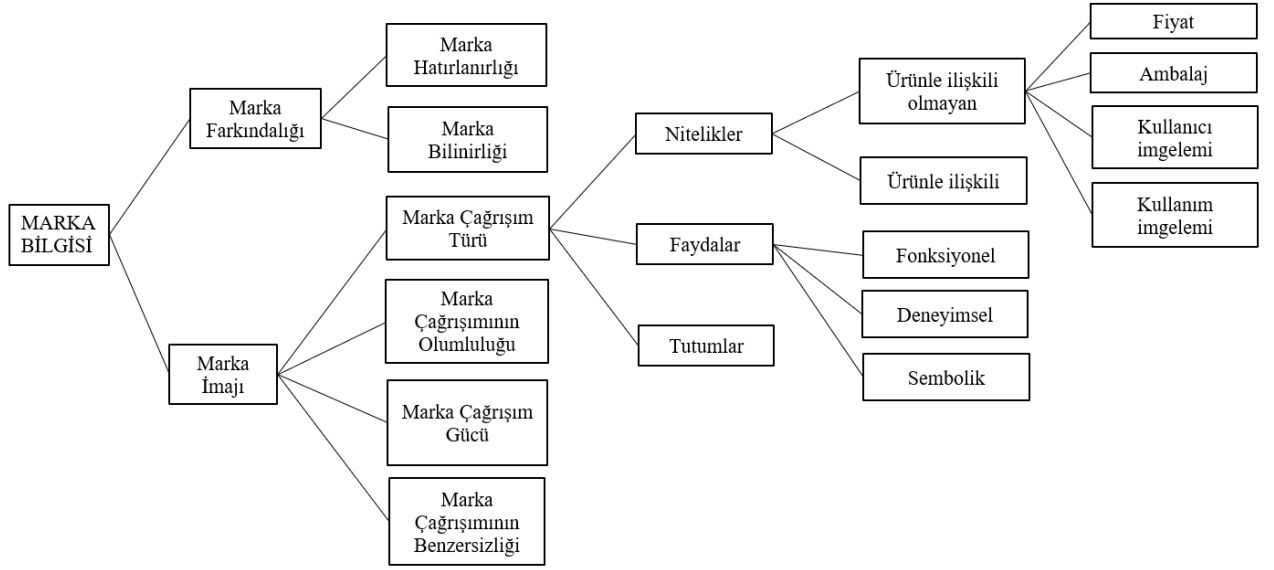 MARKA
BİLGİSİ
Marka
Farkındalığı
Marka
İmajı
Marka
Hatırlanırlığı
Marka
Bilinirliği
Marka Çağrışım
Türü
Marka
Çağrışımının
Olumluluğu
Marka Çağrışım
Gücü
Marka
Çağrışımının
Benzersizliği
Nitelikler
Faydalar
Tutumlar
Ürünle ilişkili
olmayan
Ürünle ilişkili
Fonksiyonel
Deneyimsel
Sembolik
Fiyat
Ambalaj
Kullanıcı
imgelemi
Kullanım
imgelemi